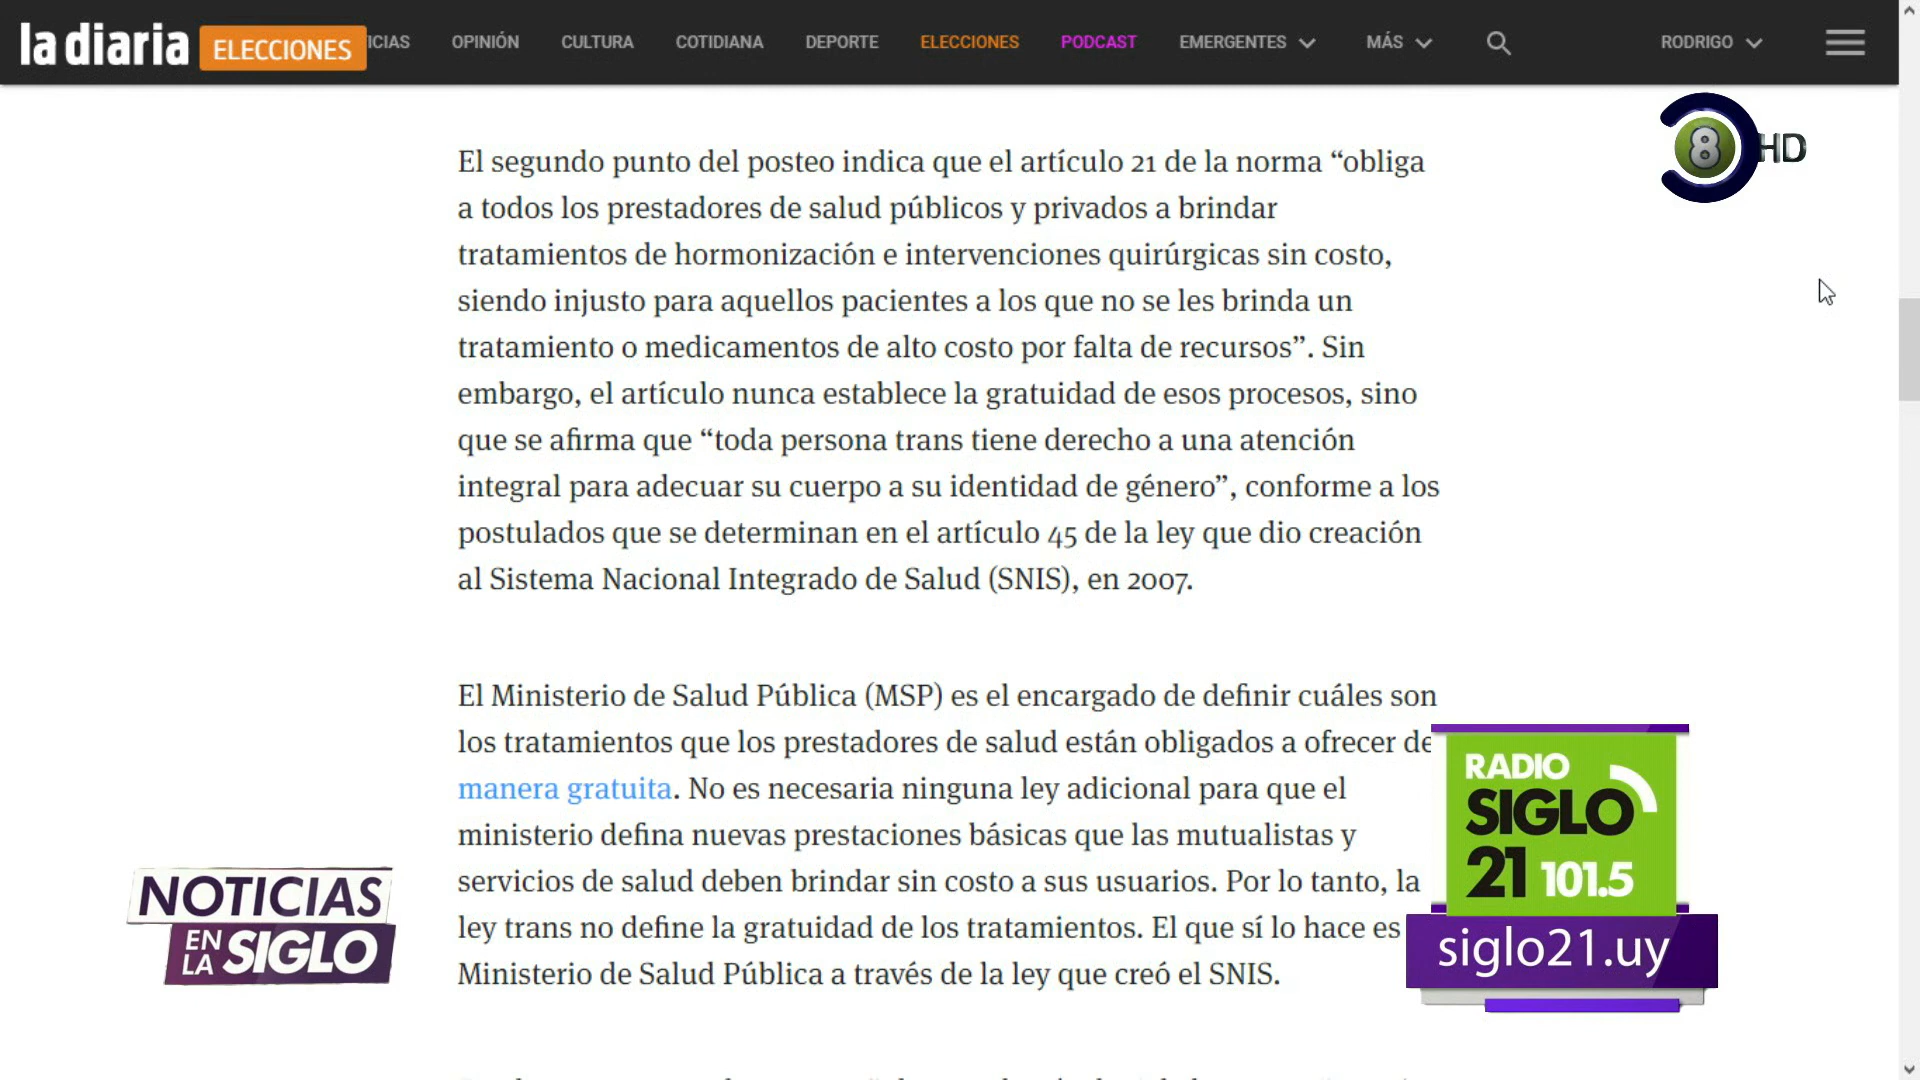 la diaria ELECCIONES ICIAS OPINIÓN CULTURA COTIDIANA DEPORTE ELECCIONES PODCAST EMERGENTES MÁS RODRIGO
8 HD
El segundo punto del posteo indica que el artículo 21 de la norma “obliga
a todos los prestadores de salud públicos y privados a brindar
tratamientos de hormonización e intervenciones quirúrgicas sin costo,
siendo injusto para aquellos pacientes a los que no se les brinda un
tratamiento o medicamentos de alto costo por falta de recursos”. Sin
embargo, el artículo nunca establece la gratuidad de esos procesos, sino
que se afirma que “toda persona trans tiene derecho a una atención
integral para adecuar su cuerpo a su identidad de género”, conforme a los
postulados que se determinan en el artículo 45 de la ley que dio creación
al Sistema Nacional Integrado de Salud (SNIS), en 2007.
El Ministerio de Salud Pública (MSP) es el encargado de definir cuáles son
los tratamientos que los prestadores de salud están obligados a ofrecer de
manera gratuita. No es necesaria ninguna ley adicional para que el
ministerio defina nuevas prestaciones básicas que las mutualistas y
servicios de salud deben brindar sin costo a sus usuarios. Por lo tanto, la
ley trans no define la gratuidad de los tratamientos. El que sí lo hace es
Ministerio de Salud Pública a través de la ley que creó el SNIS.
NOTICIAS
EN LA SIGLO
RADIO
SIGLO
21 101.5
siglo21.uy